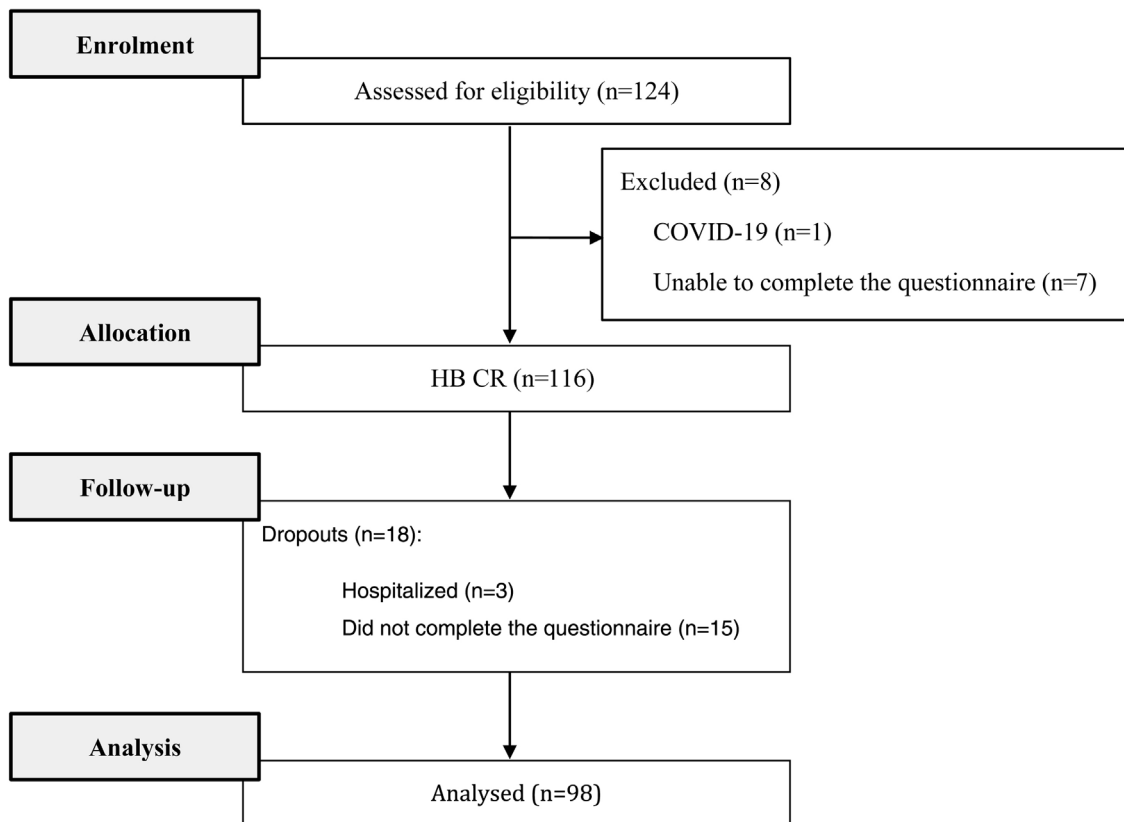 Enrolment
Assessed for eligibility (n=124)
Excluded (n=8)
COVID-19 (n=1)
Unable to complete the questionnaire (n=7)
Allocation
HB CR (n=116)
Follow-up
Dropouts (n=18):
Hospitalized (n=3)
Did not complete the questionnaire (n=15)
Analysis
Analysed (n=98)